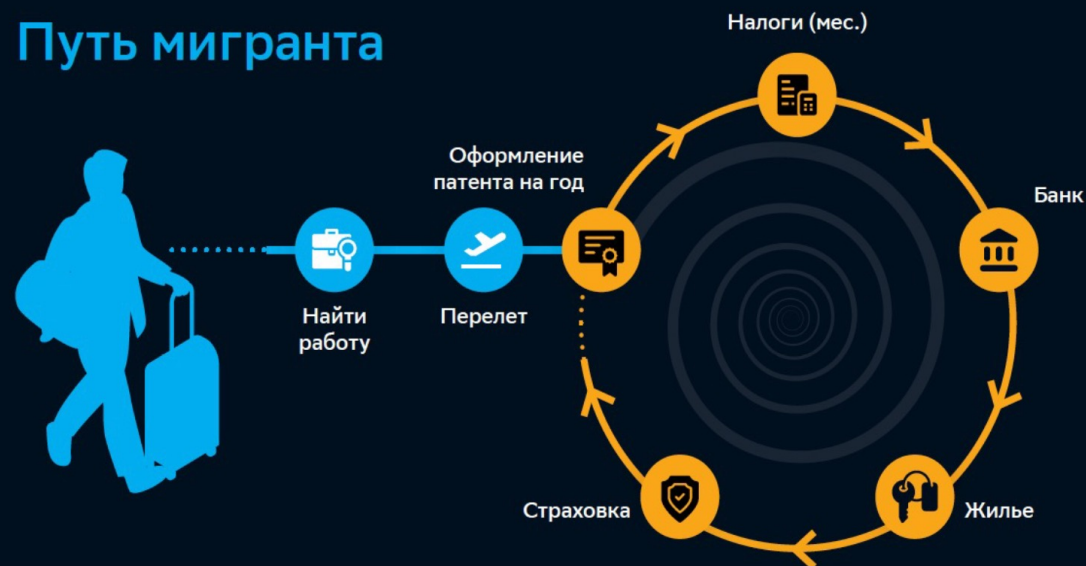 Путь мигранта
Найти
работу
Перелет
Оформление
патента на год
Налоги (мес.)
Банк
Жилье
Страховка